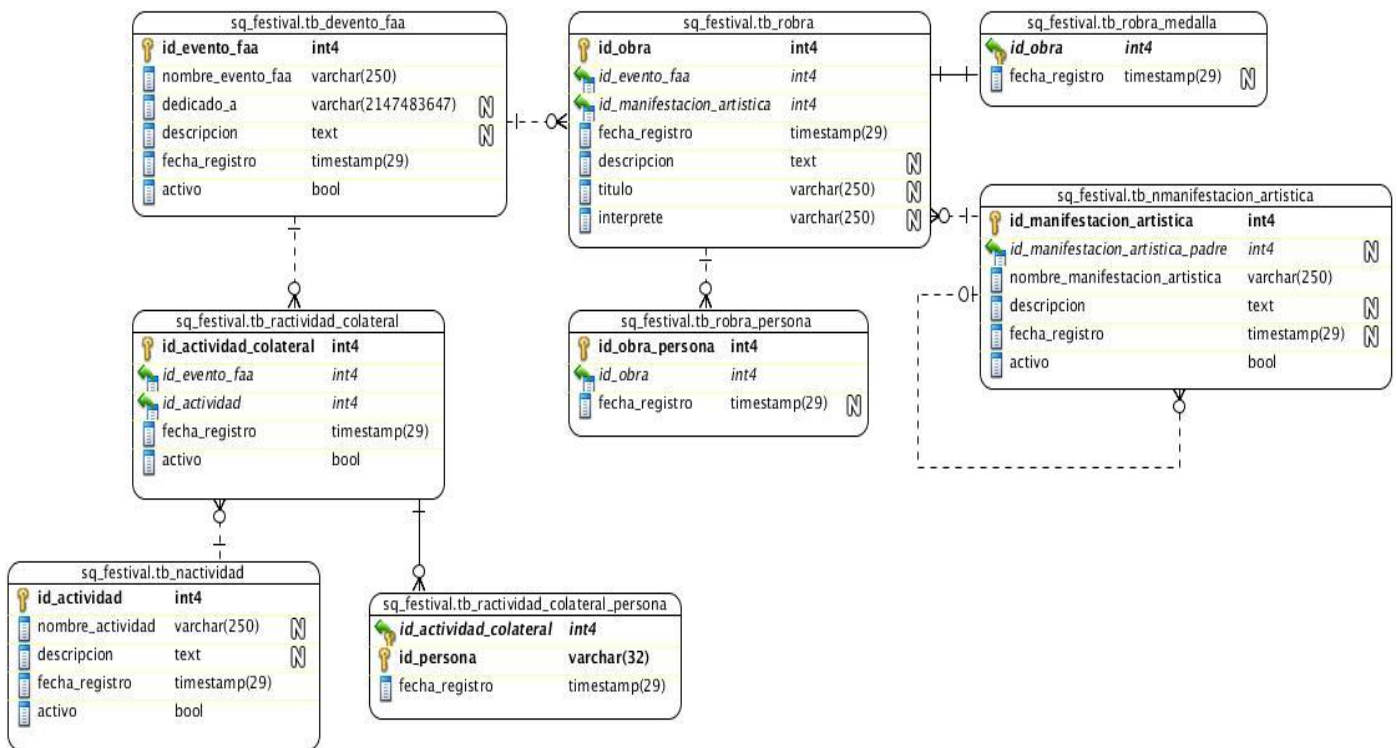 sq_festival.tb_devento_faa
id_evento_faa int4
nombre_evento_faa varchar(250)
dedicado_a varchar(2147483647) N
descripcion text N
fecha_registro timestamp(29)
activo bool
sq_festival.tb_robra
id_obra int4
id_evento_faa int4
id_manifestacion_artistica int4
fecha_registro timestamp(29)
descripcion text N
titulo varchar(250) N
interprete varchar(250) N
sq_festival.tb_robra_medalla
id_obra int4
fecha_registro timestamp(29) N
sq_festival.tb_nmanifestacion_artistica
id_manifestacion_artistica int4
id_manifestacion_artistica_padre int4 N
nombre_manifestacion_artistica varchar(250)
descripcion text N
fecha_registro timestamp(29) N
activo bool
sq_festival.tb_ractividad_colateral
id_actividad_colateral int4
id_evento_faa int4
id_actividad int4
fecha_registro timestamp(29)
activo bool
sq_festival.tb_robra_persona
id_obra_persona int4
id_obra int4
fecha_registro timestamp(29) N
sq_festival.tb_nactividad
id_actividad int4
nombre_actividad varchar(250) N
descripcion text N
fecha_registro timestamp(29)
activo bool
sq_festival.tb_ractividad_colateral_persona
id_actividad_colateral int4
id_persona varchar(32)
fecha_registro timestamp(29)